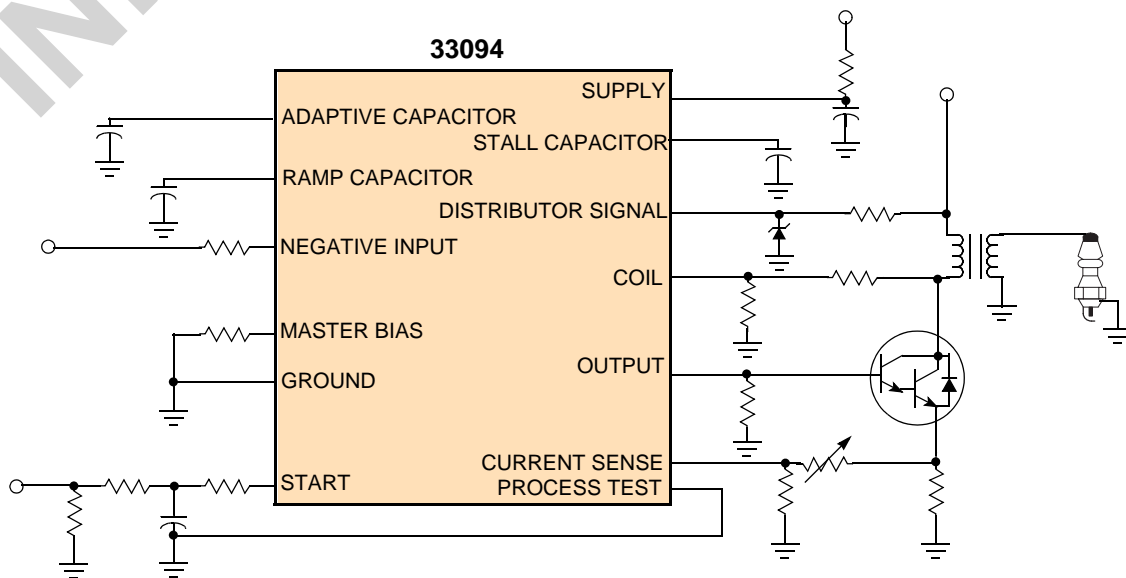 33094
SUPPLY
ADAPTIVE CAPACITOR
STALL CAPACITOR
RAMP CAPACITOR
DISTRIBUTOR SIGNAL
NEGATIVE INPUT
COIL
MASTER BIAS
OUTPUT
GROUND
CURRENT SENSE
START
PROCESS TEST